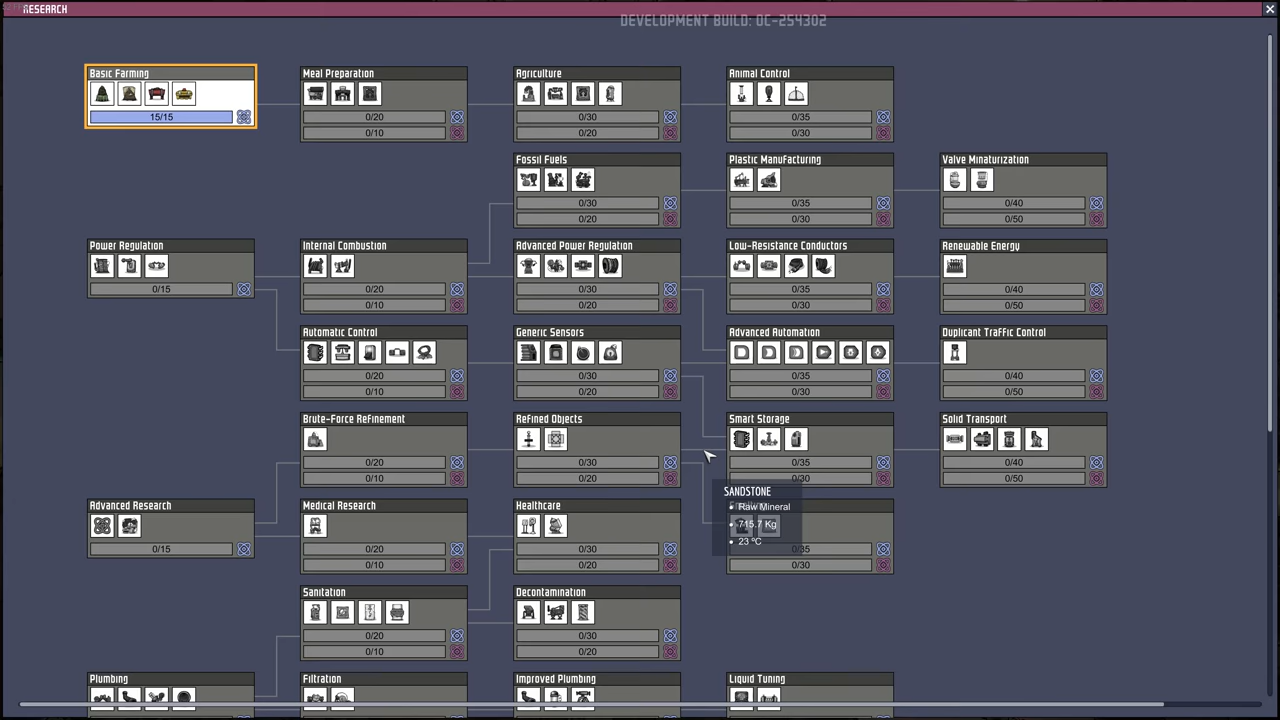 RESEARCH
DEVELOPMENT BUILD: OC-254302
Basic Farming
15/15
Meal Preparation
0/20
0/10
Agriculture
0/30
0/20
Animal Control
0/35
0/30
Fossil Fuels
0/30
0/20
Plastic Manufacturing
0/35
0/30
Valve Minaturization
0/40
0/50
Power Regulation
0/15
Internal Combustion
0/20
0/10
Advanced Power Regulation
0/30
0/20
Low-Resistance Conductors
0/35
0/30
Renewable Energy
0/40
0/50
Automatic Control
0/20
0/10
Generic Sensors
0/30
0/20
Advanced Automation
0/35
0/30
Duplicant Traffic Control
0/40
0/50
Brute-Force Refinement
0/20
0/10
Refined Objects
0/30
0/20
Smart Storage
0/35
0/30
Solid Transport
0/40
0/50
SANDSTONE
Raw Mineral
715.7 Kg
23 ºC
Advanced Research
0/15
Medical Research
0/20
0/10
Healthcare
0/30
0/20
0/35
0/30
Sanitation
0/20
0/10
Decontamination
0/30
0/20
Plumbing
Filtration
Improved Plumbing
Liquid Tuning